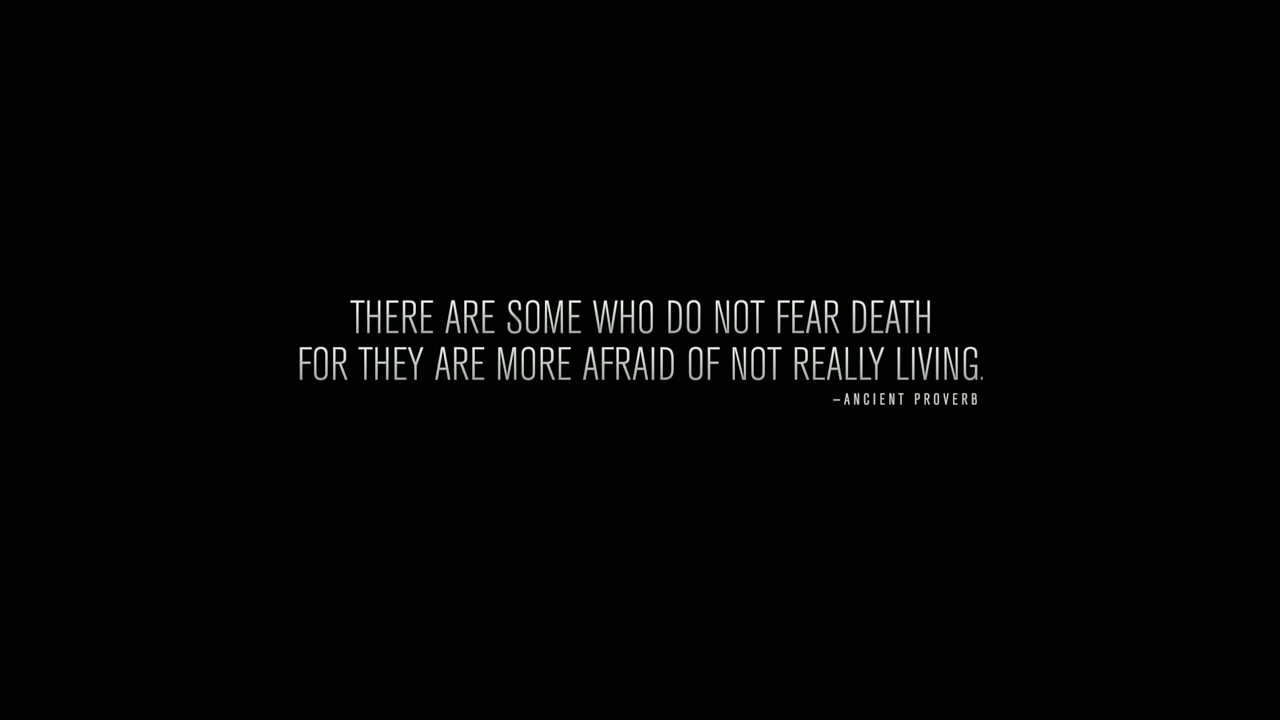 THERE ARE SOME WHO DO NOT FEAR DEATH
FOR THEY ARE MORE AFRAID OF NOT REALLY LIVING.
–ANCIENT PROVERB